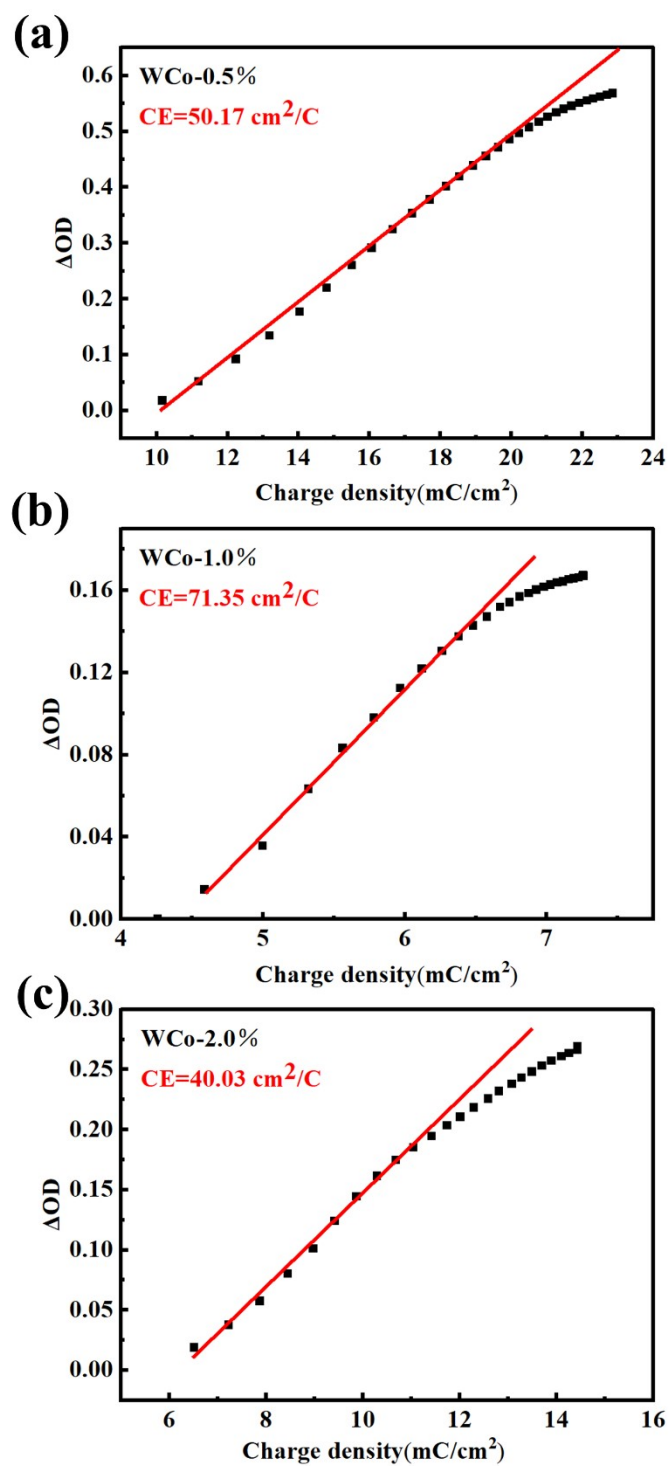 (a)
WCo-0.5%
CE=50.17 cm²/C
0.6
0.5
0.4
0.3
0.2
0.1
0.0
ΔOD
10 12 14 16 18 20 22 24
Charge density(mC/cm²)
(b)
WCo-1.0%
CE=71.35 cm²/C
0.16
0.12
0.08
0.04
0.00
ΔOD
4 5 6 7
Charge density(mC/cm²)
(c)
WCo-2.0%
CE=40.03 cm²/C
0.30
0.25
0.20
0.15
0.10
0.05
0.00
ΔOD
6 8 10 12 14 16
Charge density(mC/cm²)